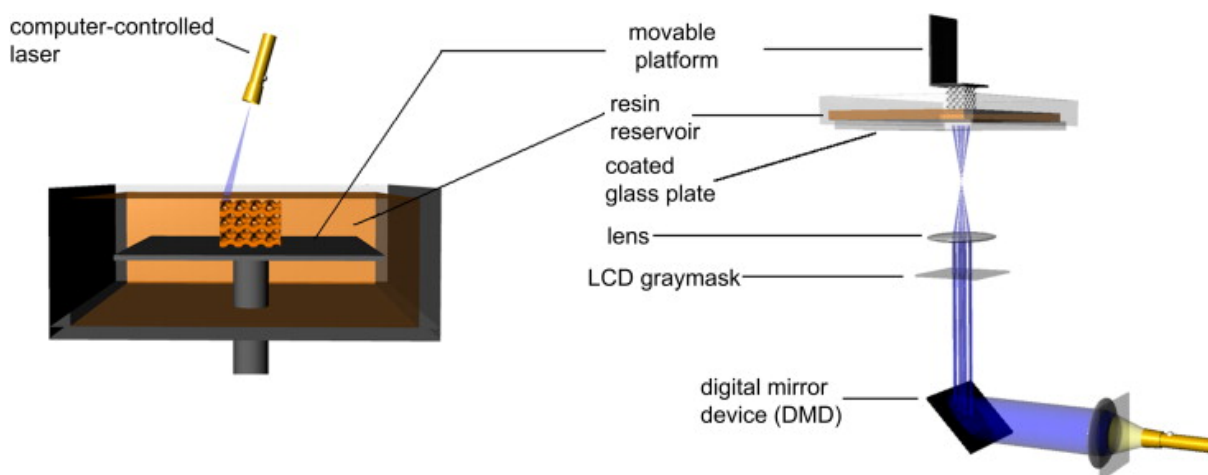 computer-controlled
laser
movable
platform
resin
reservoir
coated
glass plate
lens
LCD graymask
digital mirror
device (DMD)